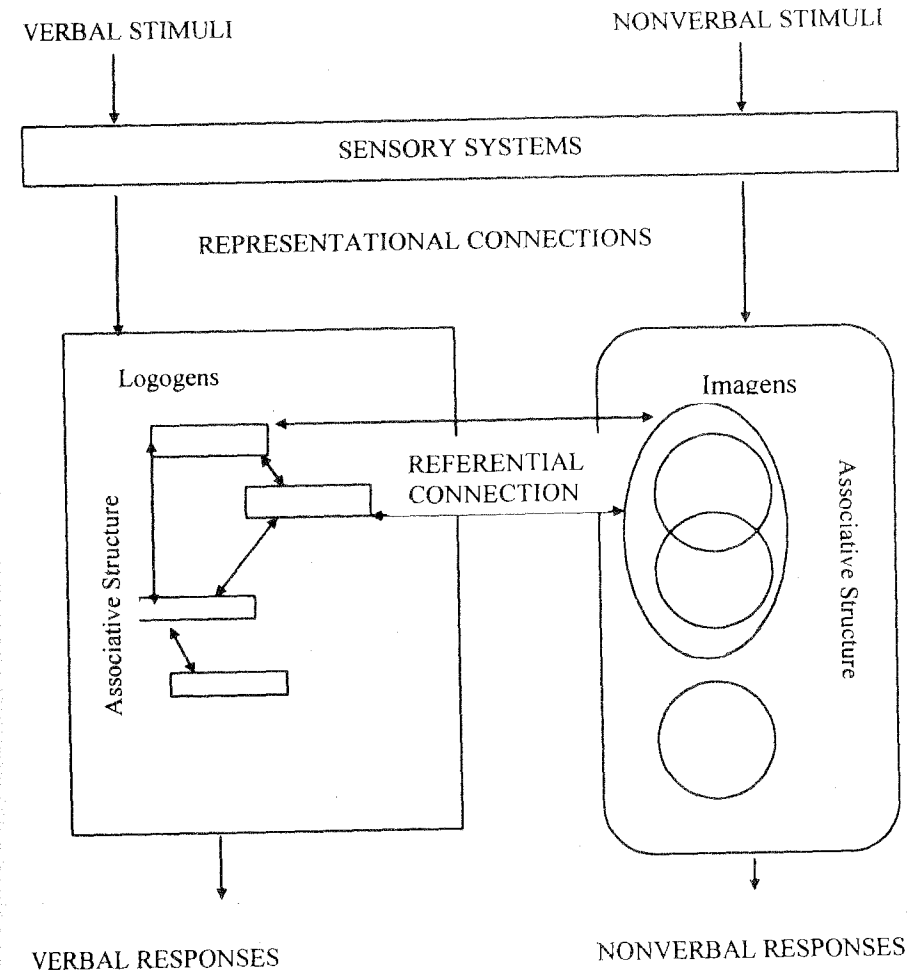 VERBAL STIMULI
NONVERBAL STIMULI
SENSORY SYSTEMS
REPRESENTATIONAL CONNECTIONS
Logogens
Imagens
REFERENTIAL
CONNECTION
Associative Structure
Associative Structure
VERBAL RESPONSES
NONVERBAL RESPONSES